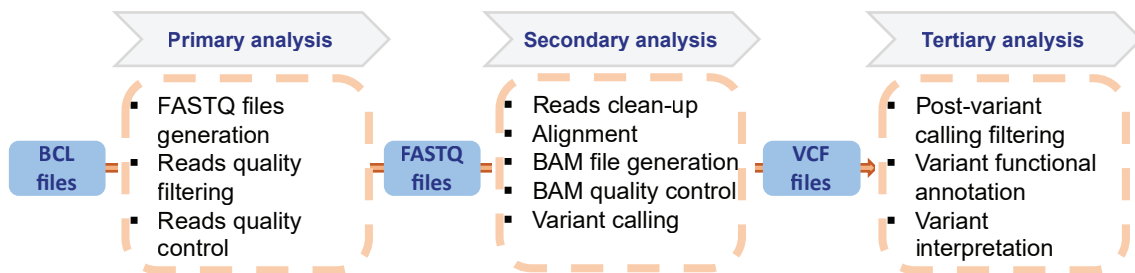 Primary analysis
Secondary analysis
Tertiary analysis
BCL
files
▪ FASTQ files
generation
▪ Reads quality
filtering
▪ Reads quality
control
FASTQ
files
▪ Reads clean-up
▪ Alignment
▪ BAM file generation
▪ BAM quality control
▪ Variant calling
VCF
files
▪ Post-variant
calling filtering
▪ Variant functional
annotation
▪ Variant
interpretation